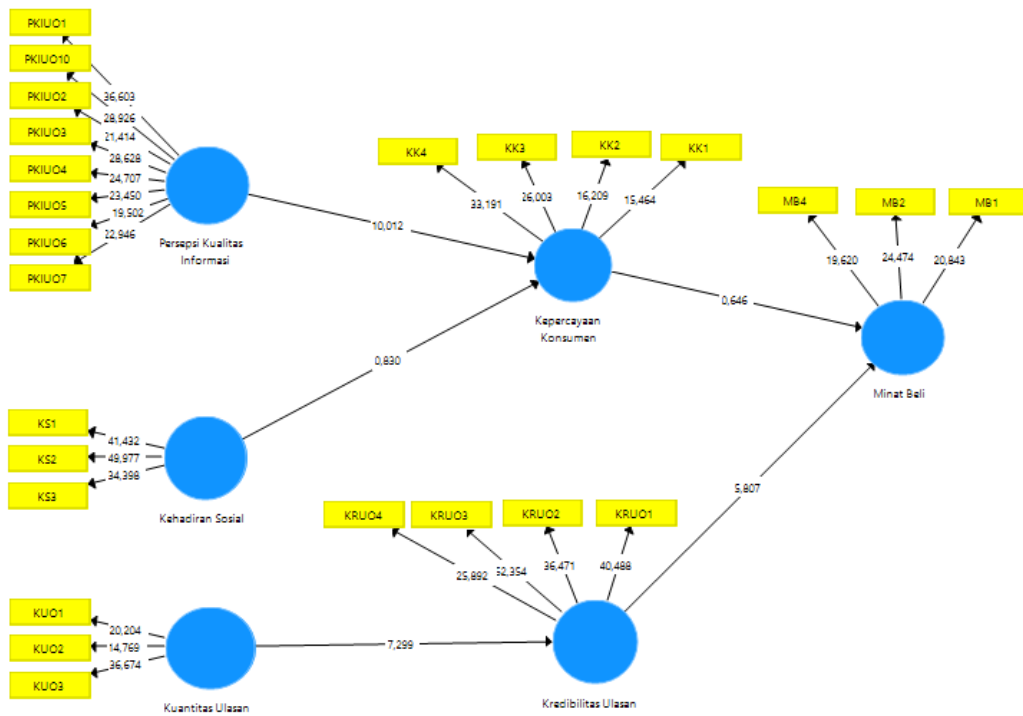 PKIUO1
PKIUO10
PKIUO2
PKIUO3
PKIUO4
PKIUO5
PKIUO6
PKIUO7
36,603
28,926
21,414
28,628
24,707
23,450
19,502
22,946
Persepsi Kualitas
Informasi
10,012
KK4
KK3
KK2
KK1
33,191
26,003
16,209
15,464
Kepercayaan
Konsumen
0,646
MB4
MB2
MB1
19,620
24,474
20,843
Minat Beli
0,830
KS1
KS2
KS3
41,432
49,977
34,398
Kehadiran Sosial
KRUO4
KRUO3
KRUO2
KRUO1
25,892
36,471
40,488
5,807
Kredibilitas Ulasan
KUO1
KUO2
KUO3
20,204
14,769
36,674
7,299
Kuantitas Ulasan